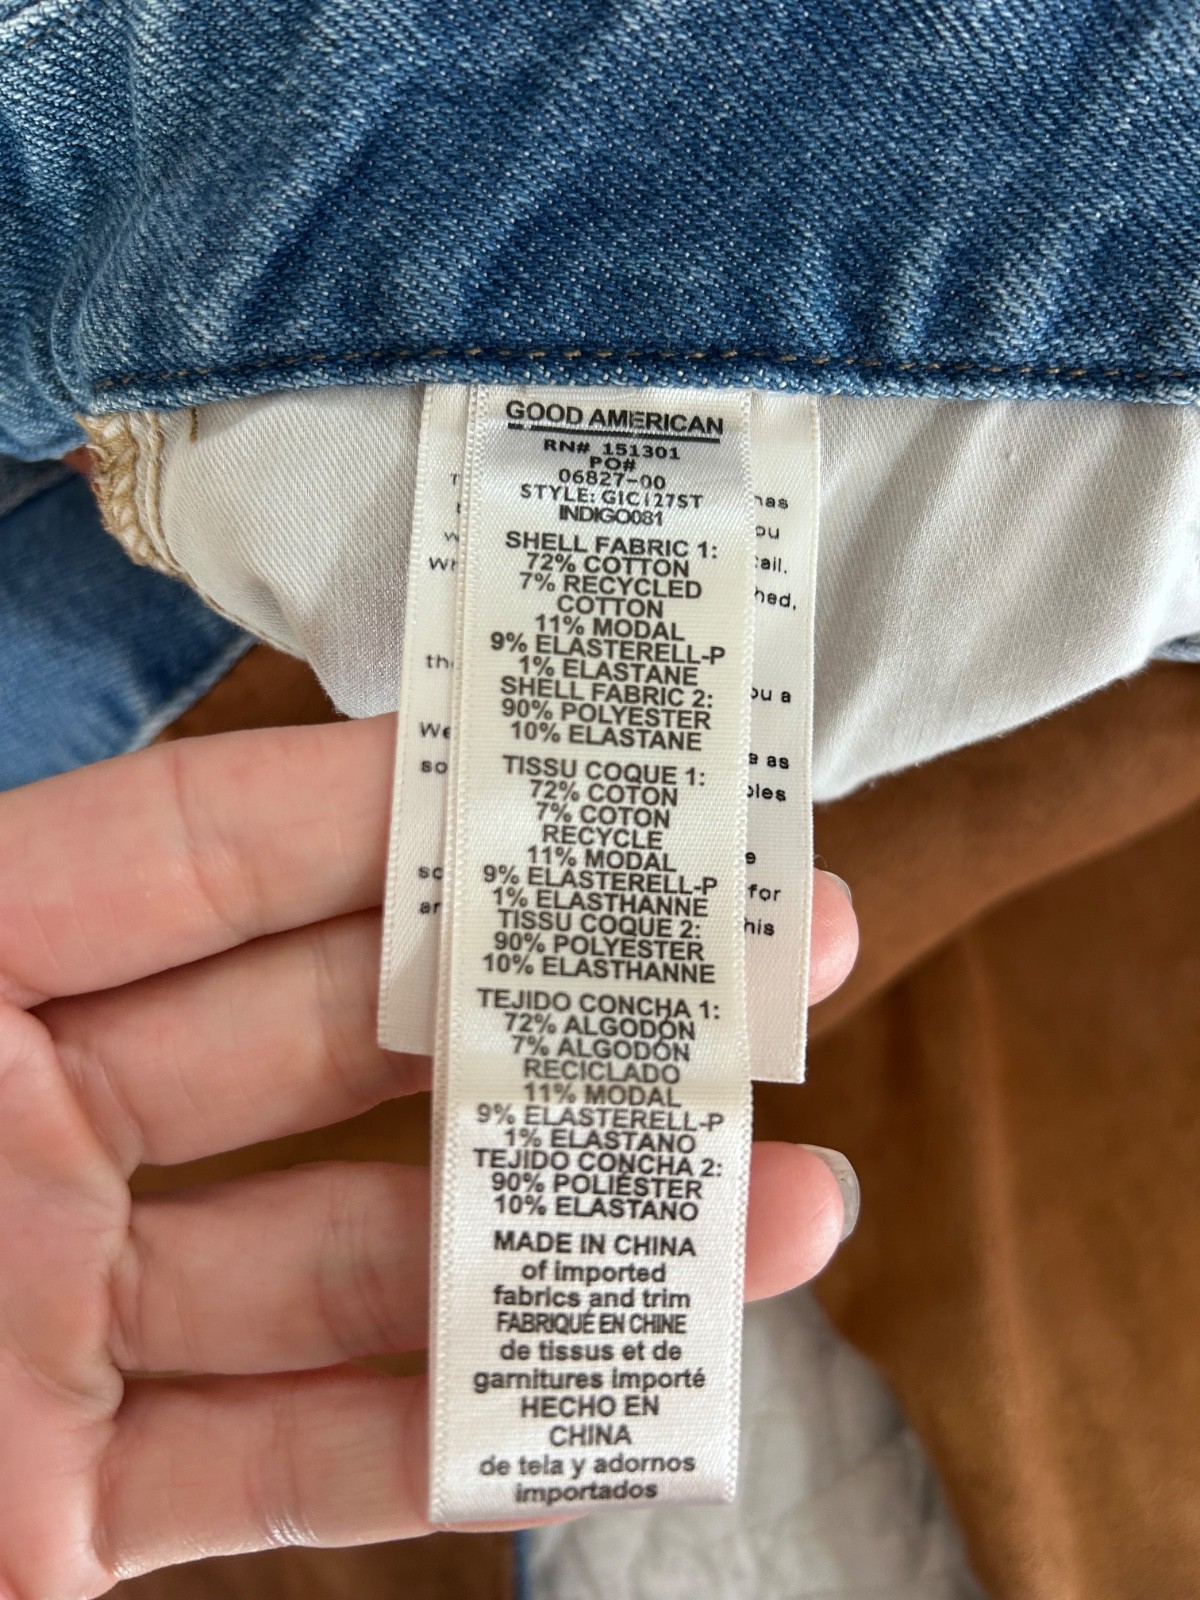 GOOD AMERICAN
RN# 151301
PO#
06827-00
STYLE: GIC127ST
INDIGO081
SHELL FABRIC 1:
72% COTTON
7% RECYCLED
COTTON
11% MODAL
9% ELASTERELL-P
1% ELASTANE
SHELL FABRIC 2:
90% POLYESTER
10% ELASTANE
TISSU COQUE 1:
72% COTON
7% COTON
RECYCLE
11% MODAL
9% ELASTERELL-P
1% ELASTHANNE
TISSU COQUE 2:
90% POLYESTER
10% ELASTHANNE
TEJIDO CONCHA 1:
72% ALGODÓN
7% ALGODÓN
RECICLADO
11% MODAL
9% ELASTERELL-P
1% ELASTANO
TEJIDO CONCHA 2:
90% POLIÉSTER
10% ELASTANO
MADE IN CHINA
of imported
fabrics and trim
FABRIQUÉ EN CHINE
de tissus et de
garnitures importé
HECHO EN
CHINA
de tela y adornos
importados